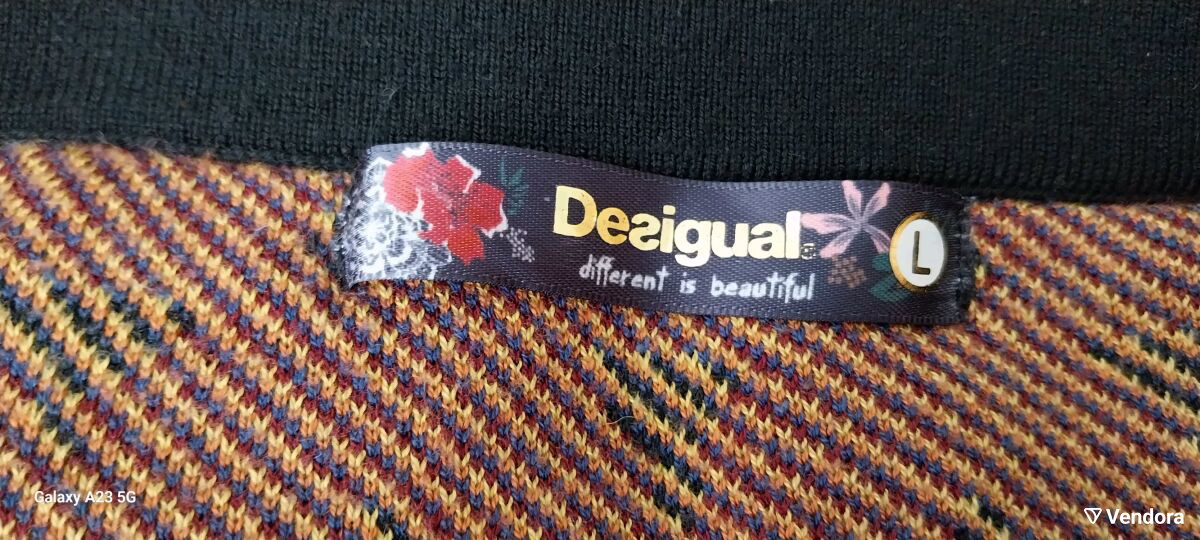 Desigual
different is beautiful
L
Galaxy A23 5G
Vendora